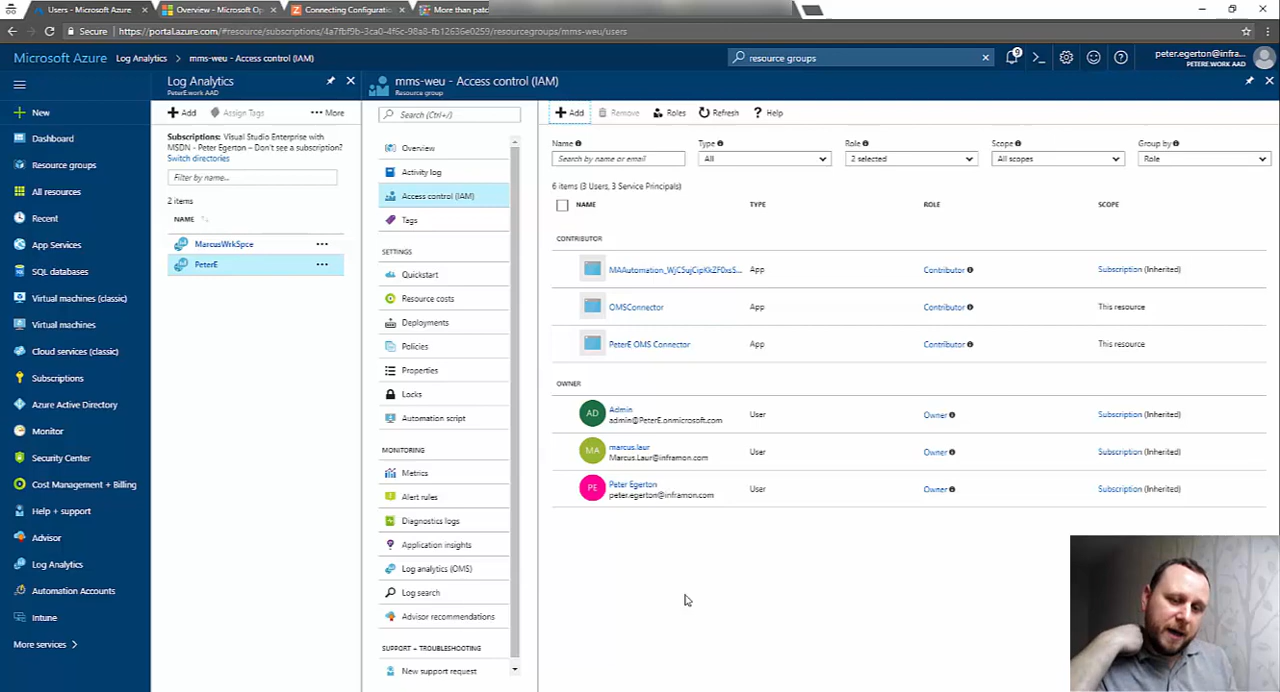 Users - Microsoft Azure
Overview - Microsoft Op
Connecting Configuratio
More than patc
Secure
https://portal.azure.com/#resource/subscriptions/4a7fbf9b-3ca0-4f6c-98a8-fb12636e0259/resourcegroups/mms-weu/users
Microsoft Azure
Log Analytics
mms-weu - Access control (IAM)
resource groups
9
peter.egerton@infram...
PETERE.WORK AAD
New
Dashboard
Resource groups
All resources
Recent
App Services
SQL databases
Virtual machines (classic)
Virtual machines
Cloud services (classic)
Subscriptions
Azure Active Directory
Monitor
Security Center
Cost Management + Billing
Help + support
Advisor
Log Analytics
Automation Accounts
Intune
More services
Log Analytics
PeterE.work AAD
Add
Assign Tags
More
Subscriptions: Visual Studio Enterprise with
MSDN - Peter Egerton – Don't see a subscription?
Switch directories
Filter by name...
2 items
NAME
MarcusWrkSpce
PeterE
mms-weu - Access control (IAM)
Resource group
Search (Ctrl+/)
Overview
Activity log
Access control (IAM)
Tags
SETTINGS
Quickstart
Resource costs
Deployments
Policies
Properties
Locks
Automation script
MONITORING
Metrics
Alert rules
Diagnostics logs
Application insights
Log analytics (OMS)
Log search
Advisor recommendations
SUPPORT + TROUBLESHOOTING
New support request
Add
Remove
Roles
Refresh
Help
Name
Type
Role
Scope
Group by
Search by name or email
All
2 selected
All scopes
Role
6 items (3 Users, 3 Service Principals)
NAME
TYPE
ROLE
SCOPE
CONTRIBUTOR
App
Contributor
Subscription (Inherited)
OMSConnector
App
Contributor
This resource
PeterE OMS Connector
App
Contributor
This resource
OWNER
AD
Admin
admin@PeterE.onmicrosoft.com
User
Owner
Subscription (Inherited)
MA
marcus.laur
Marcus.Laur@inframon.com
User
Owner
Subscription (Inherited)
PE
Peter Egerton
peter.egerton@inframon.com
User
Owner
Subscription (Inherited)